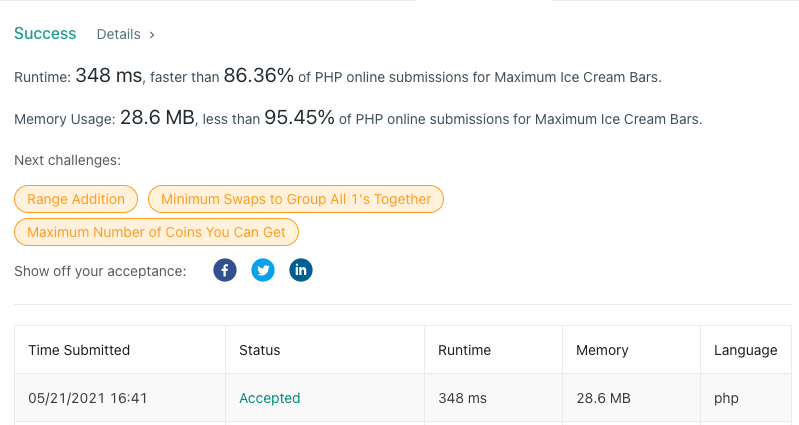 Success Details >
Runtime: 348 ms, faster than 86.36% of PHP online submissions for Maximum Ice Cream Bars.
Memory Usage: 28.6 MB, less than 95.45% of PHP online submissions for Maximum Ice Cream Bars.
Next challenges:
Range Addition Minimum Swaps to Group All 1's Together
Maximum Number of Coins You Can Get
Show off your acceptance: f in
Time Submitted Status Runtime Memory Language
05/21/2021 16:41 Accepted 348 ms 28.6 MB php